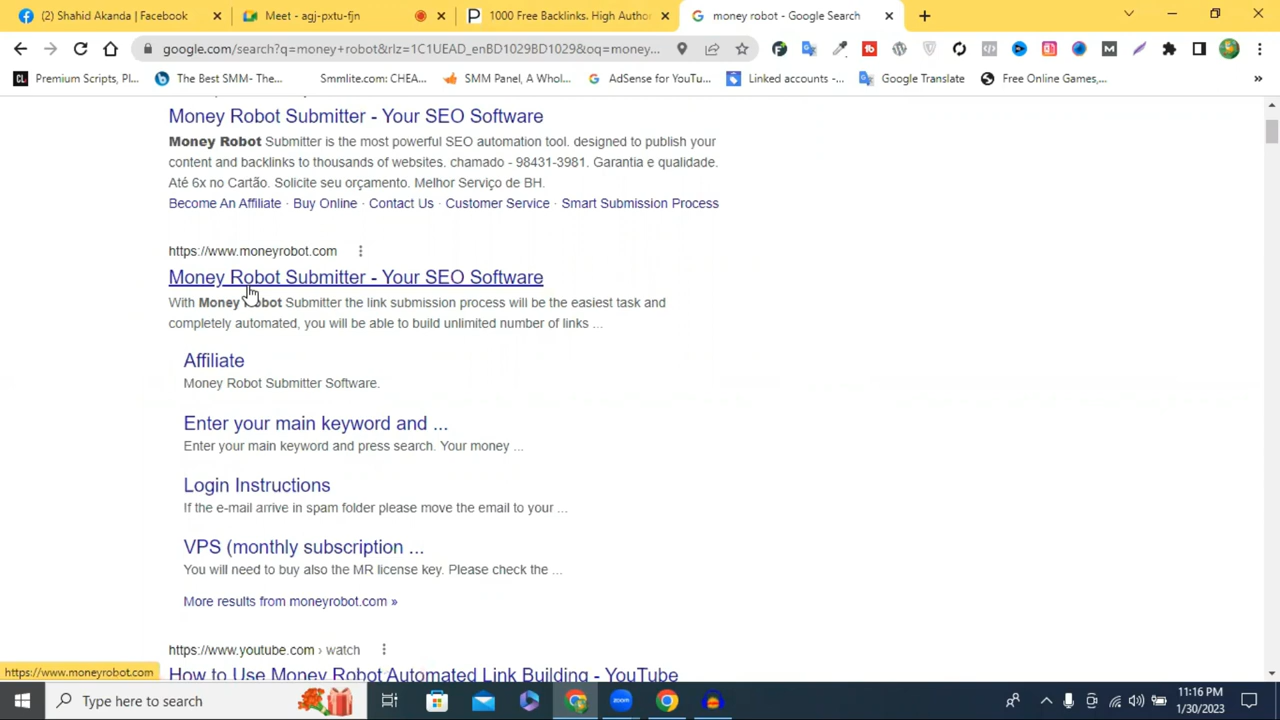 (2) Shahid Akanda | Facebook
Meet - agj-pxtu-fjn
1000 Free Backlinks. High Author
money robot - Google Search
google.com/search?q=money+robot&rlz=1C1UEAD_enBD1029BD1029&oq=money...
Premium Scripts, Pl...
The Best SMM- The...
Smmlite.com: CHEA...
SMM Panel, A Whol...
AdSense for YouTu...
Linked accounts -...
Google Translate
Free Online Games,...
Money Robot Submitter - Your SEO Software
Money Robot Submitter is the most powerful SEO automation tool. designed to publish your
content and backlinks to thousands of websites. chamado - 98431-3981. Garantia e qualidade.
Até 6x no Cartão. Solicite seu orçamento. Melhor Serviço de BH.
Become An Affiliate · Buy Online · Contact Us · Customer Service · Smart Submission Process
https://www.moneyrobot.com
Money Robot Submitter - Your SEO Software
With Money Robot Submitter the link submission process will be the easiest task and
completely automated, you will be able to build unlimited number of links ...
Affiliate
Money Robot Submitter Software.
Enter your main keyword and ...
Enter your main keyword and press search. Your money ...
Login Instructions
If the e-mail arrive in spam folder please move the email to your ...
VPS (monthly subscription ...
You will need to buy also the MR license key. Please check the ...
More results from moneyrobot.com »
https://www.youtube.com › watch
How to Use Money Robot Automated Link Building - YouTube
https://www.moneyrobot.com
Type here to search
zoom
11:16 PM
1/30/2023